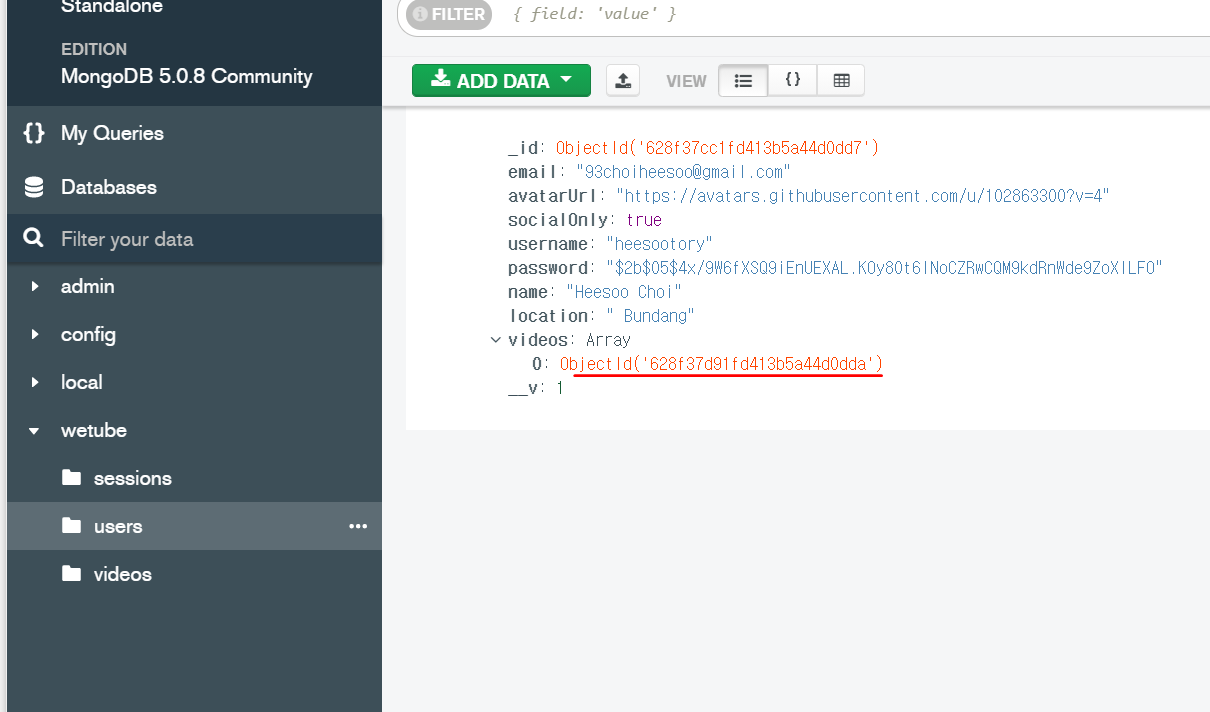 Standalone
EDITION
MongoDB 5.0.8 Community
My Queries
Databases
Filter your data
admin
config
local
wetube
sessions
users
videos
FILTER { field: 'value' }
ADD DATA VIEW
_id: ObjectId('628f37cc1fd413b5a44d0dd7')
email: "93choiheesoo@gmail.com"
avatarUrl: "https://avatars.githubusercontent.com/u/102863300?v=4"
socialOnly: true
username: "heesootory"
password: "$2b$05$4x/9W6fXSQ9iEnUEXAL.KOy80t6INoCZRwCQM9kdRnWde9ZoXILFO"
name: "Heesoo Choi"
location: " Bundang"
videos: Array
0: ObjectId('628f37d91fd413b5a44d0dda')
__v: 1